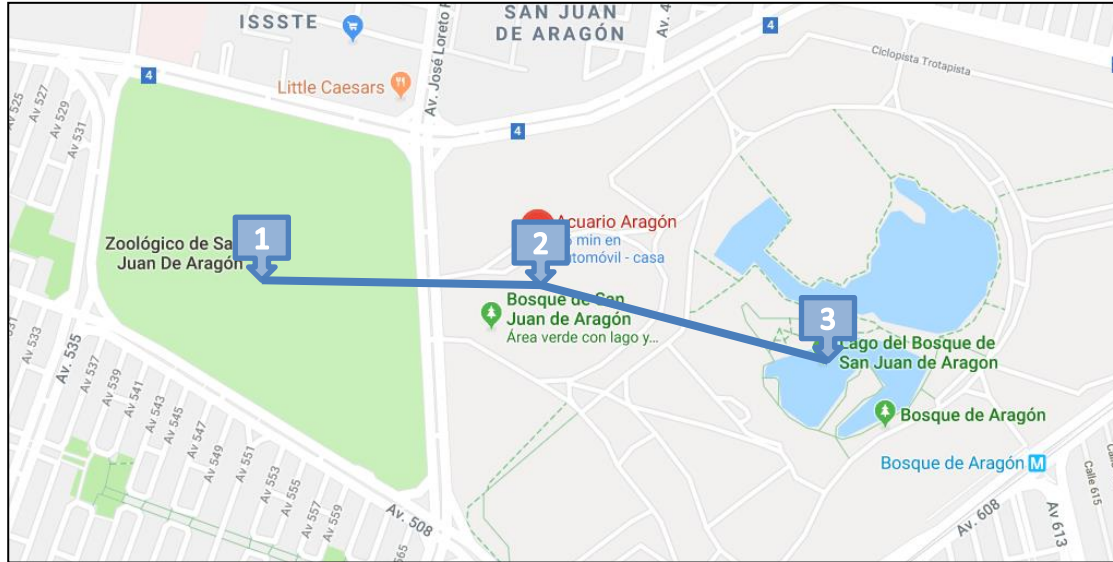 ISSSTE
SAN JUAN
DE ARAGÓN
Av. José Loreto
Av. 4
4
4
4
Ciclopista Trotapista
Little Caesars
Av 525
Av 527
Av 529
Av 531
1
Zoológico de Sa
Juan De Aragón
2
Acuario Aragón
min en
tomóvil - casa
Bosque de San
Juan de Aragón
Área verde con lago y...
3
Lago del Bosque de
San Juan de Aragon
Bosque de Aragón
Bosque de Aragón M
Av 533
Av. 535
Av 537
Av 539
Av 541
Av 543
Av 545
Av 547
Av 549
Av 551
Av 553
Av 555
Av 557
Av 559
565
Av. 508
Av. 608
Av 613
Calle 615